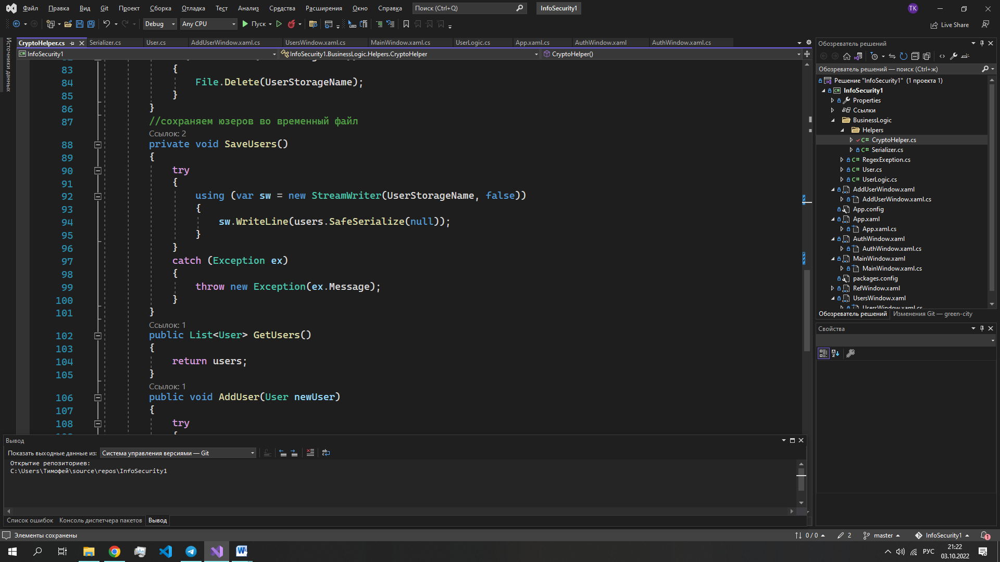 Файл Правка Вид Git Проект Сборка Отладка Тест Анализ Средства Расширения Окно Справка Поиск (Ctrl+Q) InfoSecurity1 TK
Debug Any CPU Пуск Live Share
Источники данных
CryptoHelper.cs Serializer.cs User.cs AddUserWindow.xaml.cs UsersWindow.xaml.cs MainWindow.xaml.cs UserLogic.cs App.xaml.cs AuthWindow.xaml AuthWindow.xaml.cs
InfoSecurity1 InfoSecurity1.BusinessLogic.Helpers.CryptoHelper CryptoHelper()
83 {
84 File.Delete(UserStorageName);
85 }
86 }
87 //сохраняем юзеров во временный файл
Ссылок: 2
88 private void SaveUsers()
89 {
90 try
91 {
92 using (var sw = new StreamWriter(UserStorageName, false))
93 {
94 sw.WriteLine(users.SafeSerialize(null));
95 }
96 }
97 catch (Exception ex)
98 {
99 throw new Exception(ex.Message);
100 }
101 }
Ссылок: 1
102 public List<User> GetUsers()
103 {
104 return users;
105 }
Ссылок: 1
106 public void AddUser(User newUser)
107 {
108 try
Вывод
Показать выходные данные из: Система управления версиями — Git
Открытие репозиториев:
C:\Users\Тимофей\source\repos\InfoSecurity1
Список ошибок Консоль диспетчера пакетов Вывод
Обозреватель решений
Обозреватель решений — поиск (Ctrl+ж)
Решение "InfoSecurity1" (1 проекта 1)
InfoSecurity1
Properties
Ссылки
BusinessLogic
Helpers
C# CryptoHelper.cs
C# Serializer.cs
C# RegexExeption.cs
C# User.cs
C# UserLogic.cs
AddUserWindow.xaml
AddUserWindow.xaml.cs
App.config
App.xaml
App.xaml.cs
AuthWindow.xaml
AuthWindow.xaml.cs
MainWindow.xaml
MainWindow.xaml.cs
packages.config
RefWindow.xaml
UsersWindow.xaml
UsersWindow.xaml.cs
Обозреватель решений Изменения Git — green-city
Свойства
Элементы сохранены 0 / 0 2 master InfoSecurity1 1
РУС 21:22
03.10.2022